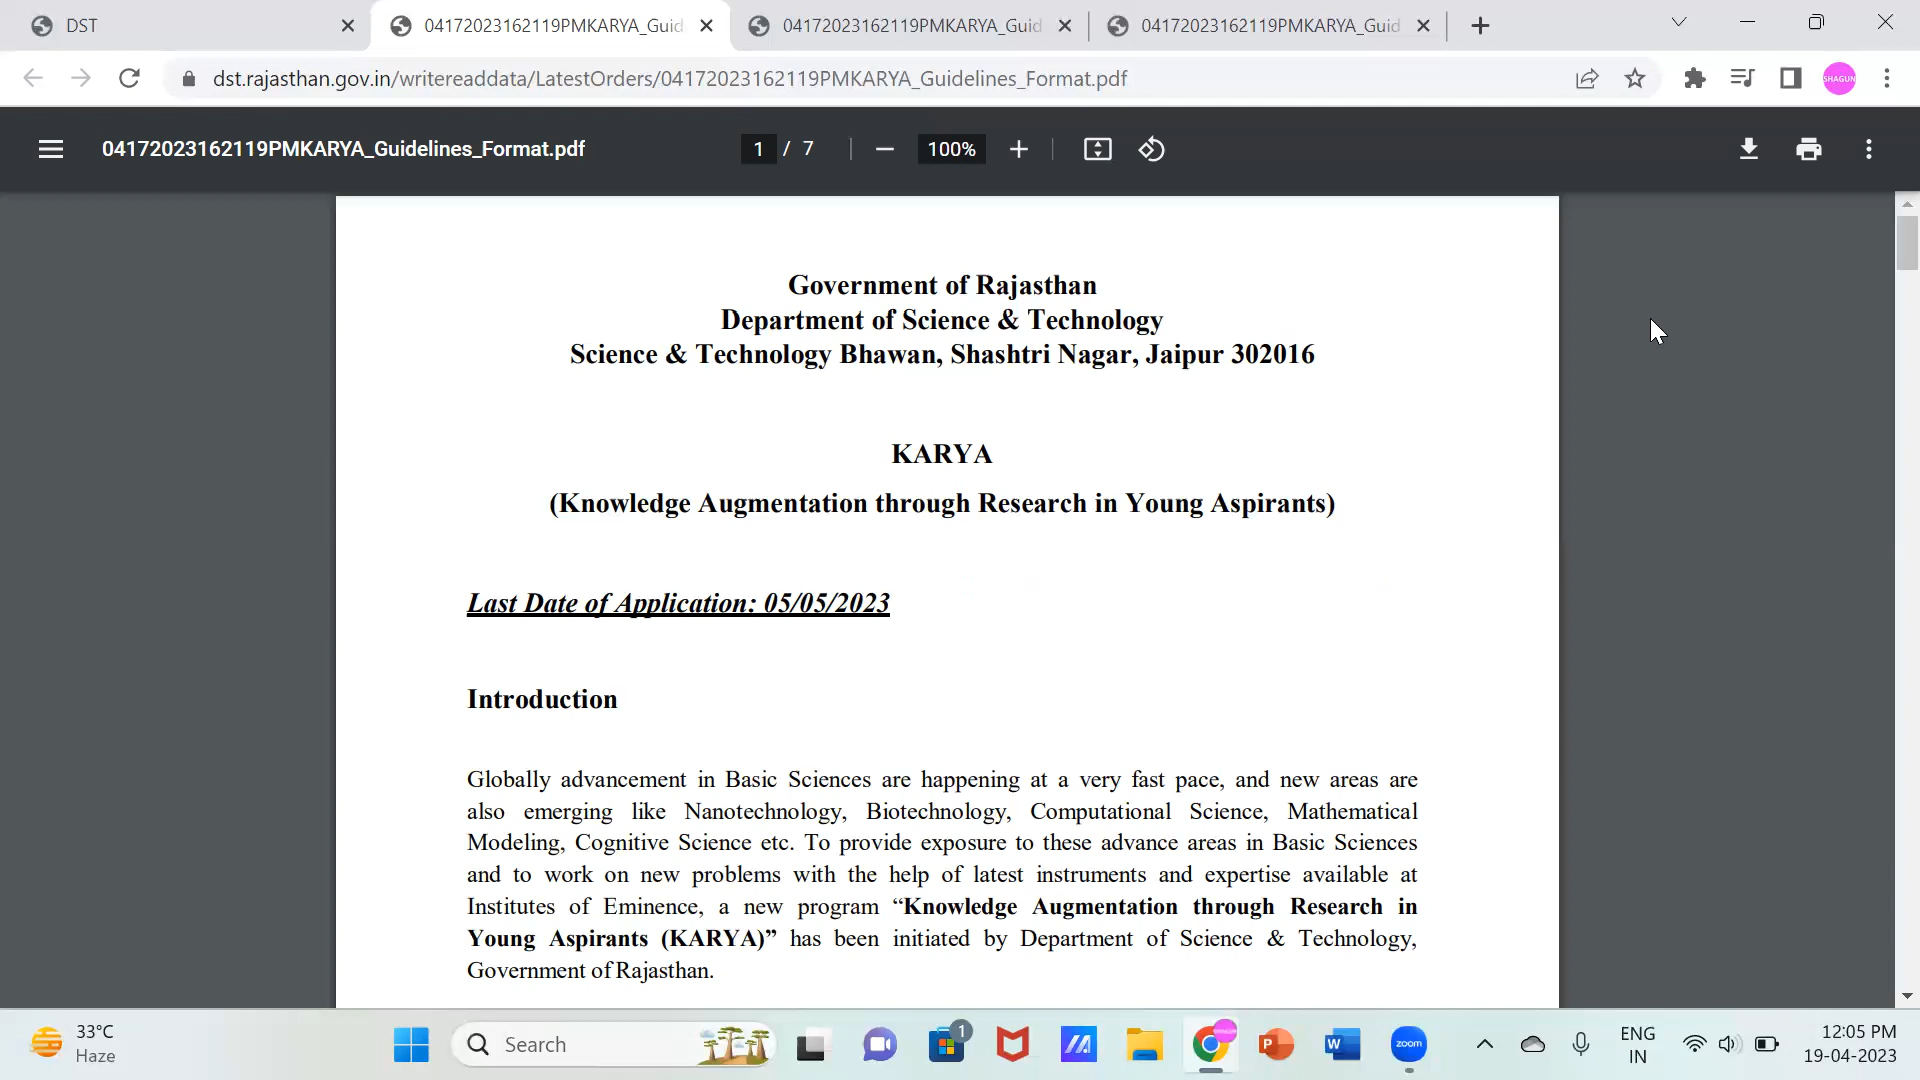 DST
04172023162119PMKARYA_Guid
04172023162119PMKARYA_Guid
04172023162119PMKARYA_Guid
dst.rajasthan.gov.in/writereaddata/LatestOrders/04172023162119PMKARYA_Guidelines_Format.pdf
SHAGUN
04172023162119PMKARYA_Guidelines_Format.pdf
1 / 7
100%
Government of Rajasthan
Department of Science & Technology
Science & Technology Bhawan, Shashtri Nagar, Jaipur 302016
KARYA
(Knowledge Augmentation through Research in Young Aspirants)
Last Date of Application: 05/05/2023
Introduction
Globally advancement in Basic Sciences are happening at a very fast pace, and new areas are
also emerging like Nanotechnology, Biotechnology, Computational Science, Mathematical
Modeling, Cognitive Science etc. To provide exposure to these advance areas in Basic Sciences
and to work on new problems with the help of latest instruments and expertise available at
Institutes of Eminence, a new program “Knowledge Augmentation through Research in
Young Aspirants (KARYA)” has been initiated by Department of Science & Technology,
Government of Rajasthan.
33°C
Haze
Search
1
P
W
zoom
ENG
IN
12:05 PM
19-04-2023